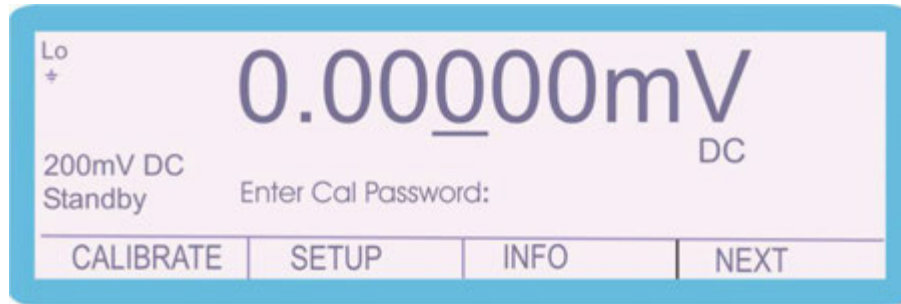 Lo
0.00000mV
DC
200mV DC
Standby
Enter Cal Password:
CALIBRATE SETUP INFO NEXT